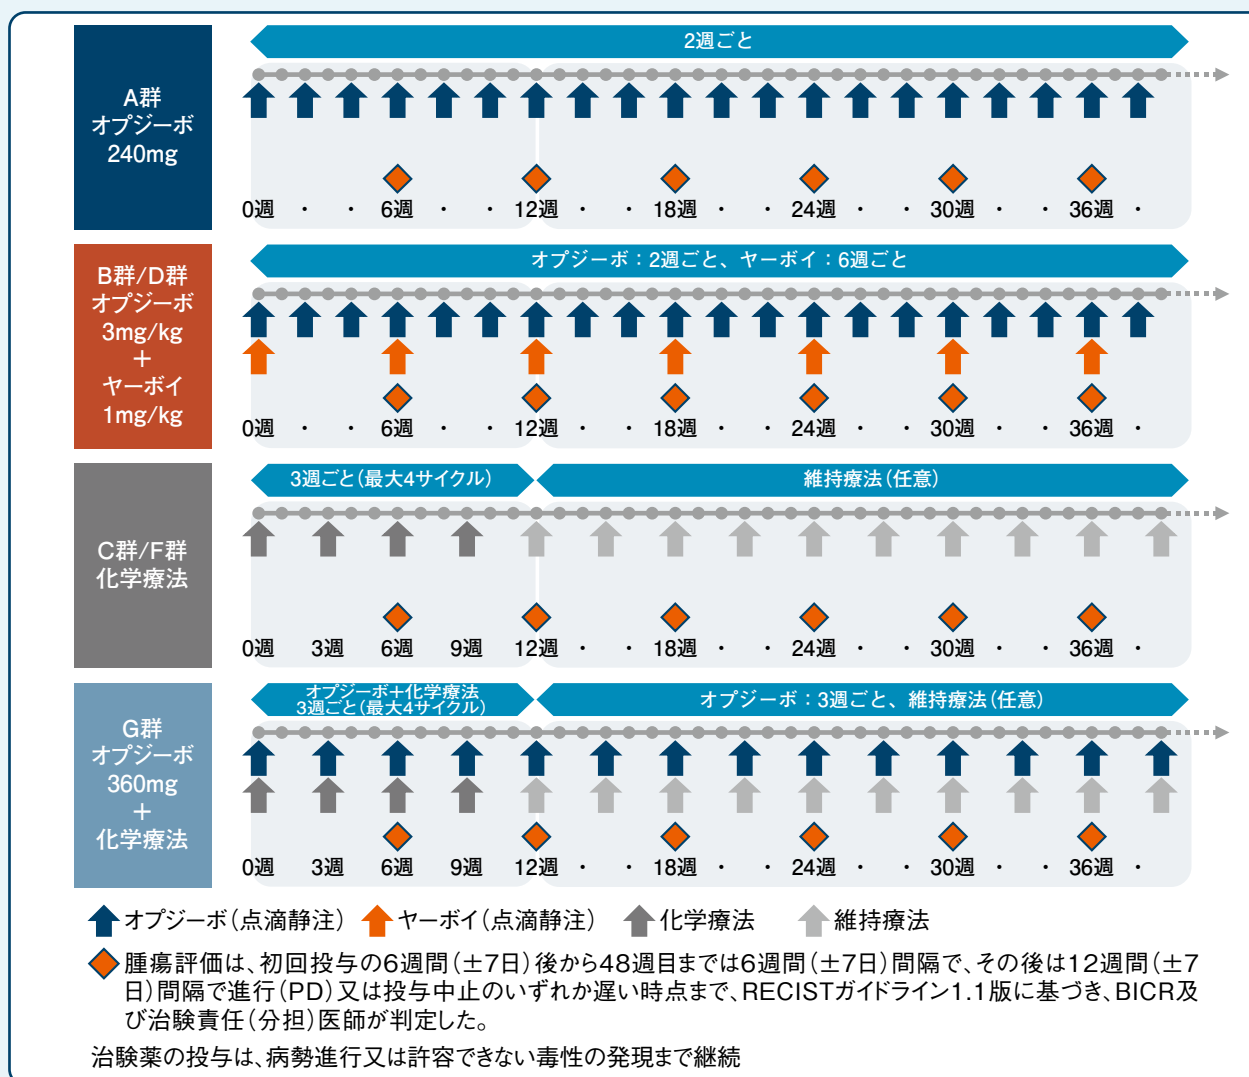 2週ごと
A群
オプジーボ
240mg
0週 ・ ・ 6週 ・ ・ 12週 ・ ・ 18週 ・ ・ 24週 ・ ・ 30週 ・ ・ 36週 ・
オプジーボ：2週ごと、ヤーボイ：6週ごと
B群/D群
オプジーボ
3mg/kg
+
ヤーボイ
1mg/kg
0週 ・ ・ 6週 ・ ・ 12週 ・ ・ 18週 ・ ・ 24週 ・ ・ 30週 ・ ・ 36週 ・
3週ごと（最大4サイクル） 維持療法（任意）
C群/F群
化学療法
0週 3週 6週 9週 12週 ・ ・ 18週 ・ ・ 24週 ・ ・ 30週 ・ ・ 36週 ・
オプジーボ+化学療法
3週ごと（最大4サイクル）
オプジーボ：3週ごと、維持療法（任意）
G群
オプジーボ
360mg
+
化学療法
0週 3週 6週 9週 12週 ・ ・ 18週 ・ ・ 24週 ・ ・ 30週 ・ ・ 36週 ・
オプジーボ（点滴静注） ヤーボイ（点滴静注） 化学療法 維持療法
腫瘍評価は、初回投与の6週間（±7日）後から48週目までは6週間（±7日）間隔で、その後は12週間（±7
日）間隔で進行（PD）又は投与中止のいずれか遅い時点まで、RECISTガイドライン1.1版に基づき、BICR及
び治験責任（分担）医師が判定した。
治験薬の投与は、病勢進行又は許容できない毒性の発現まで継続